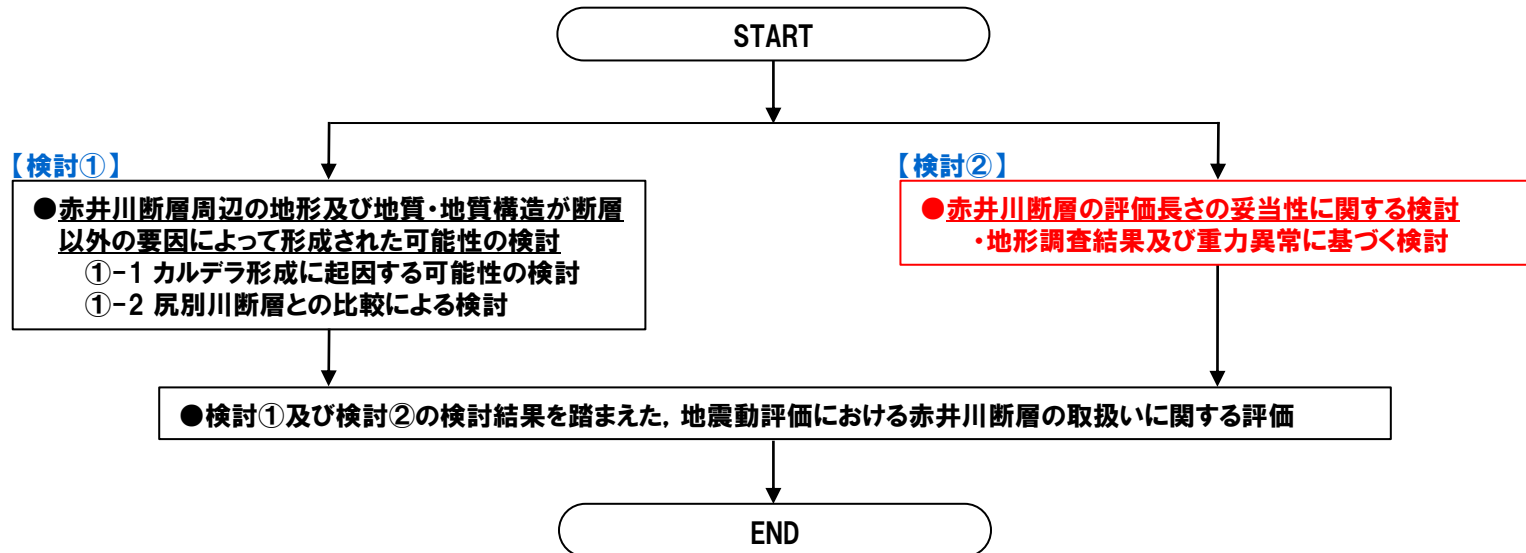 START
【検討①】
●赤井川断層周辺の地形及び地質・地質構造が断層
以外の要因によって形成された可能性の検討
①-1 カルデラ形成に起因する可能性の検討
①-2 尻別川断層との比較による検討
【検討②】
●赤井川断層の評価長さの妥当性に関する検討
・地形調査結果及び重力異常に基づく検討
●検討①及び検討②の検討結果を踏まえた，地震動評価における赤井川断層の取扱いに関する評価
END